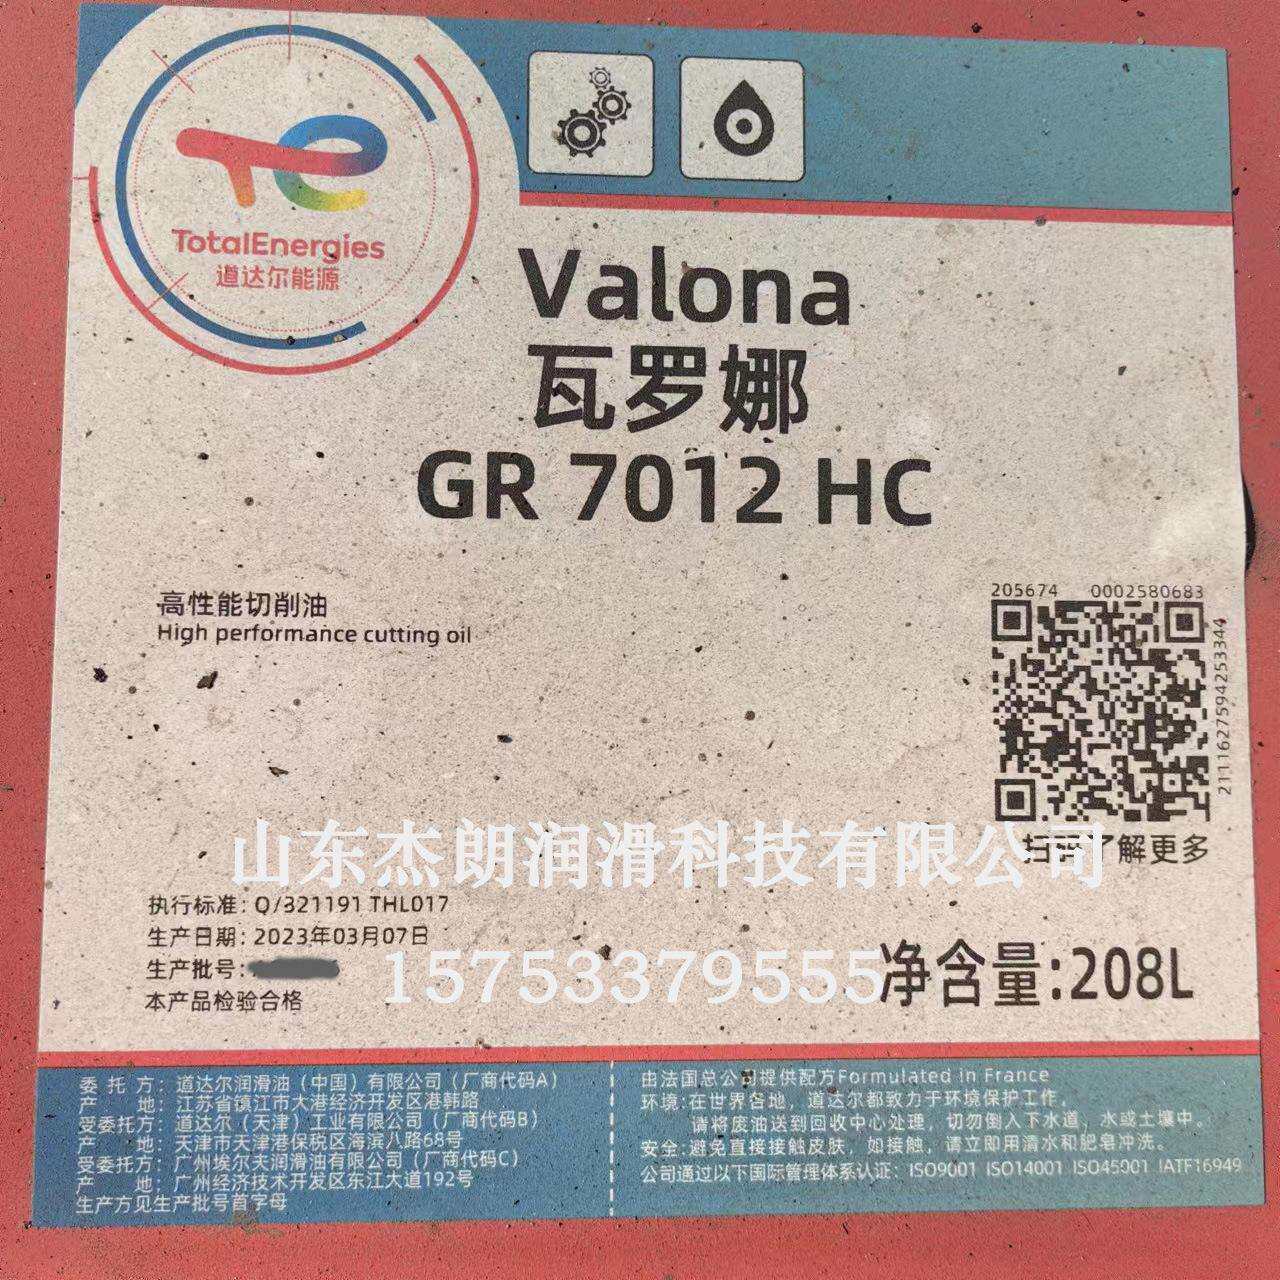 TotalEnergies
道达尔能源
Valona
瓦罗娜
GR 7012 HC
高性能切削油
High performance cutting oil
205674 0002580683
2111627594253344
扫码了解更多
山东杰朗润滑科技有限公司
执行标准: Q/321191 THL017
生产日期: 2023年03月07日
生产批号:
本产品检验合格
15753379555
净含量:208L
委托方: 道达尔润滑油(中国)有限公司(厂商代码A)
产地: 江苏省镇江市大港经济开发区港韩路
受委托方: 道达尔(天津)工业有限公司(厂商代码B)
产地: 天津市天津港保税区海滨八路68号
受委托方: 广州埃尔夫润滑油有限公司(厂商代码C)
产地: 广州经济技术开发区东江大道192号
生产方见生产批号首字母
由法国总公司提供配方Formulated in France
环境:在世界各地,道达尔都致力于环境保护工作。
请将废油送到回收中心处理,切勿倒入下水道,水或土壤中。
安全:避免直接接触皮肤,如接触,请立即用清水和肥皂冲洗。
公司通过以下国际管理体系认证: ISO9001 ISO14001 ISO45001 IATF16949